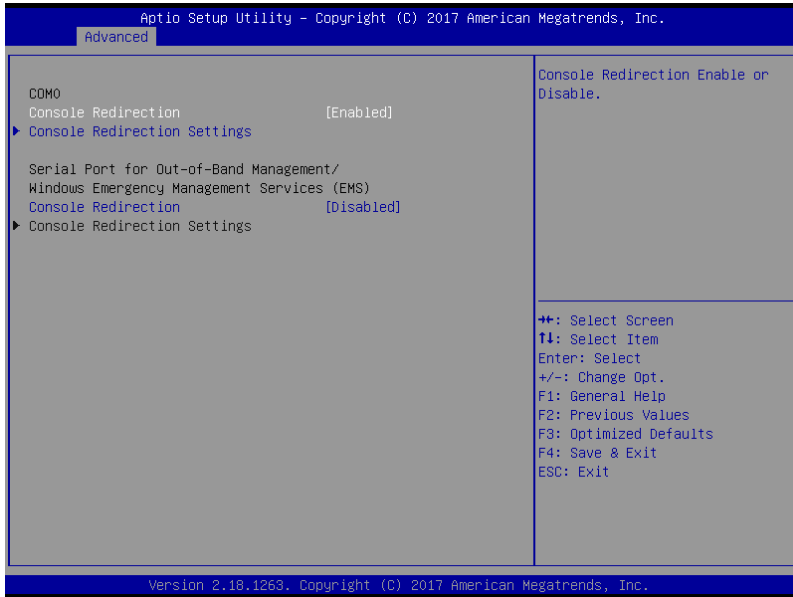 Aptio Setup Utility – Copyright (C) 2017 American Megatrends, Inc.
Advanced
COM0
Console Redirection [Enabled]
Console Redirection Settings
Serial Port for Out-of-Band Management/
Windows Emergency Management Services (EMS)
Console Redirection [Disabled]
Console Redirection Settings
Console Redirection Enable or
Disable.
→←: Select Screen
↑↓: Select Item
Enter: Select
+/-: Change Opt.
F1: General Help
F2: Previous Values
F3: Optimized Defaults
F4: Save & Exit
ESC: Exit
Version 2.18.1263. Copyright (C) 2017 American Megatrends, Inc.